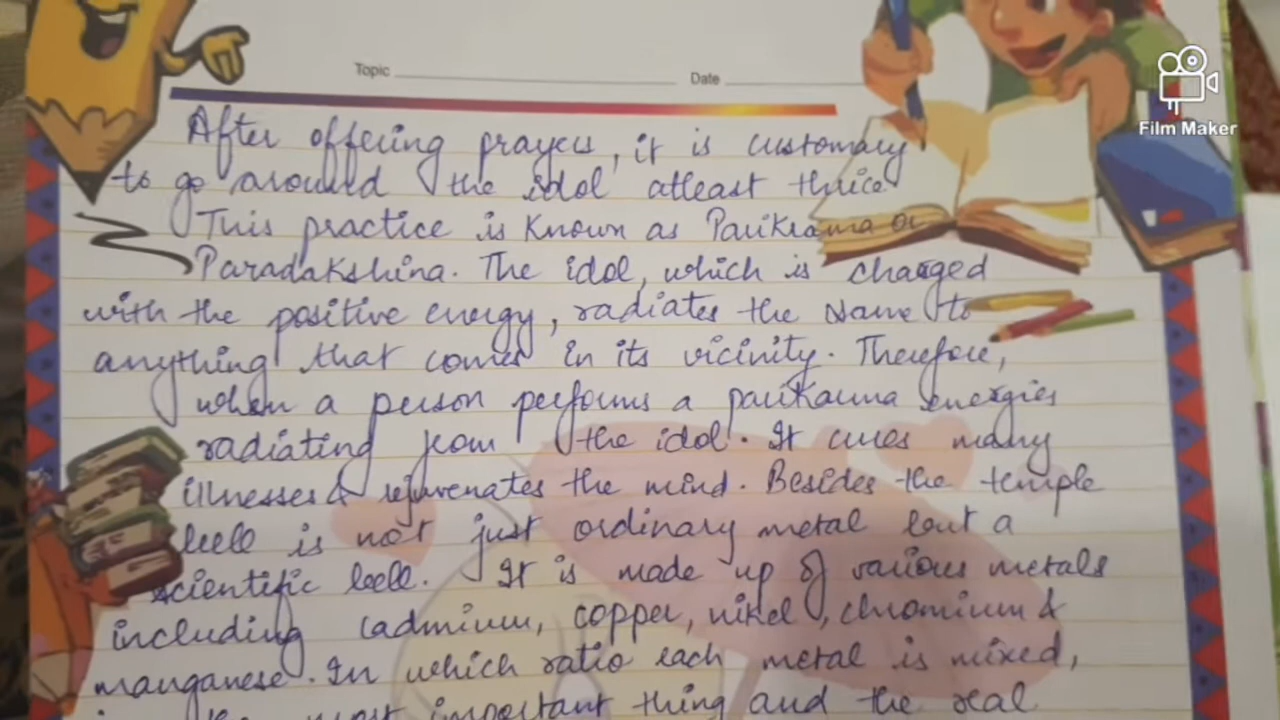 Topic
Date
Film Maker
After offering prayers, it is customary
to go around the idol atleast thrice
This practice is known as Parikrama or
Paradakshina. The idol, which is charged
with the positive energy, radiates the same to
anything that comes in its vicinity. Therefore,
when a person performs a parikarma energies
radiating from the idol. It cures many
illnesses & rejuvenates the mind. Besides the temple
bell is not just ordinary metal but a
scientific bell. It is made up of various metals
including cadmium, copper, nikel, chromium &
manganese. In which ratio each metal is mixed,
the most important thing and the real